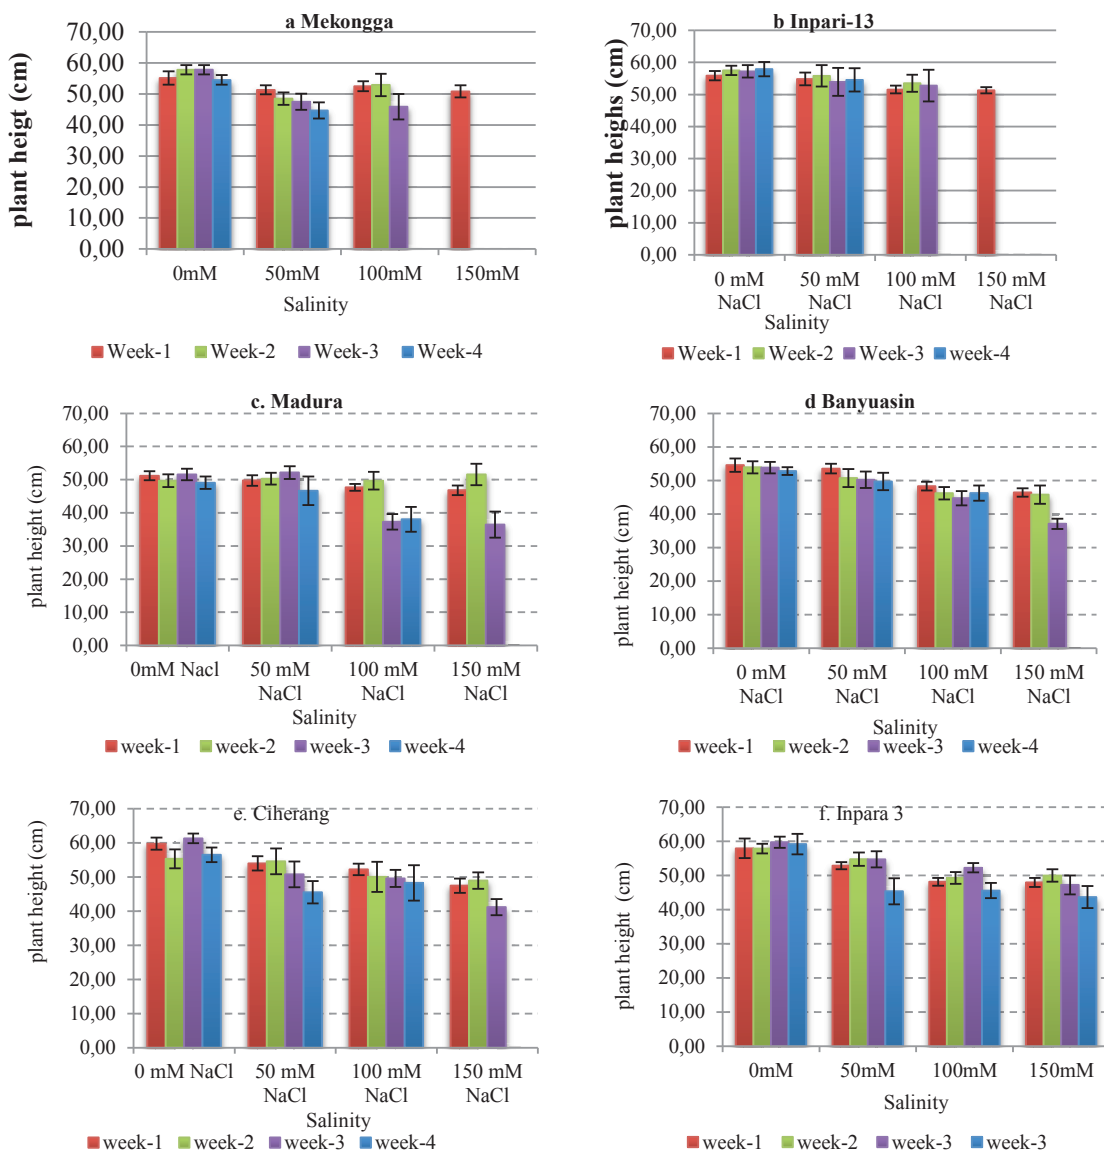 a Mekongga
plant heigt (cm)
70,00
60,00
50,00
40,00
30,00
20,00
10,00
0,00
0mM 50mM 100mM 150mM
Salinity
Week-1 Week-2 Week-3 Week-4
b Inpari-13
plant heighs (cm)
70,00
60,00
50,00
40,00
30,00
20,00
10,00
0,00
0 mM 50 mM 100 mM 150 mM
NaCl NaCl NaCl NaCl
Salinity
Week-1 Week-2 Week-3 week-4
c. Madura
plant height (cm)
70,00
60,00
50,00
40,00
30,00
20,00
10,00
0,00
0mM Nacl 50 mM 100 mM 150 mM
NaCl NaCl NaCl
Salinity
week-1 week-2 week-3 week-4
d Banyuasin
plant height (cm)
70,00
60,00
50,00
40,00
30,00
20,00
10,00
0,00
0 mM 50 mM 100 mM 150 mM
NaCl NaCl NaCl NaCl
Salinity
week-1 week-2 week-3 week-4
e. Ciherang
plant height (cm)
70,00
60,00
50,00
40,00
30,00
20,00
10,00
0,00
0 mM NaCl 50 mM 100 mM 150 mM
NaCl NaCl NaCl
Salinity
week-1 week-2 week-3 week-4
f. Inpara 3
plant height (cm)
70,00
60,00
50,00
40,00
30,00
20,00
10,00
0,00
0mM 50mM 100mM 150mM
Salinity
week-1 week-2 week-3 week-3